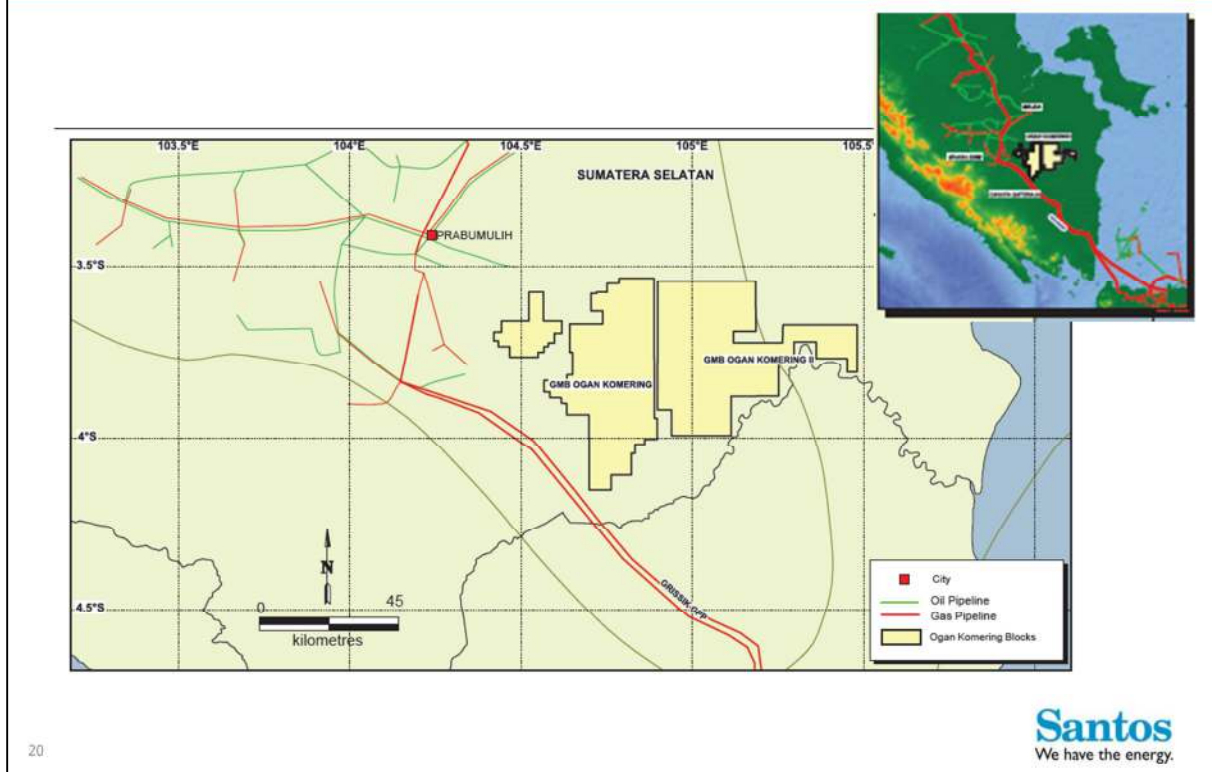 103.5°E
104°E
104.5°E
105°E
105.5°
SUMATERA SELATAN
PRABUMULIH
3.5°S
GMB OGAN KOMERING II
GMB OGAN KOMERING
4°S
N
GRISSIK
4.5°S
0 45
kilometres
City
Oil Pipeline
Gas Pipeline
Ogan Komering Blocks
Santos
We have the energy.
20